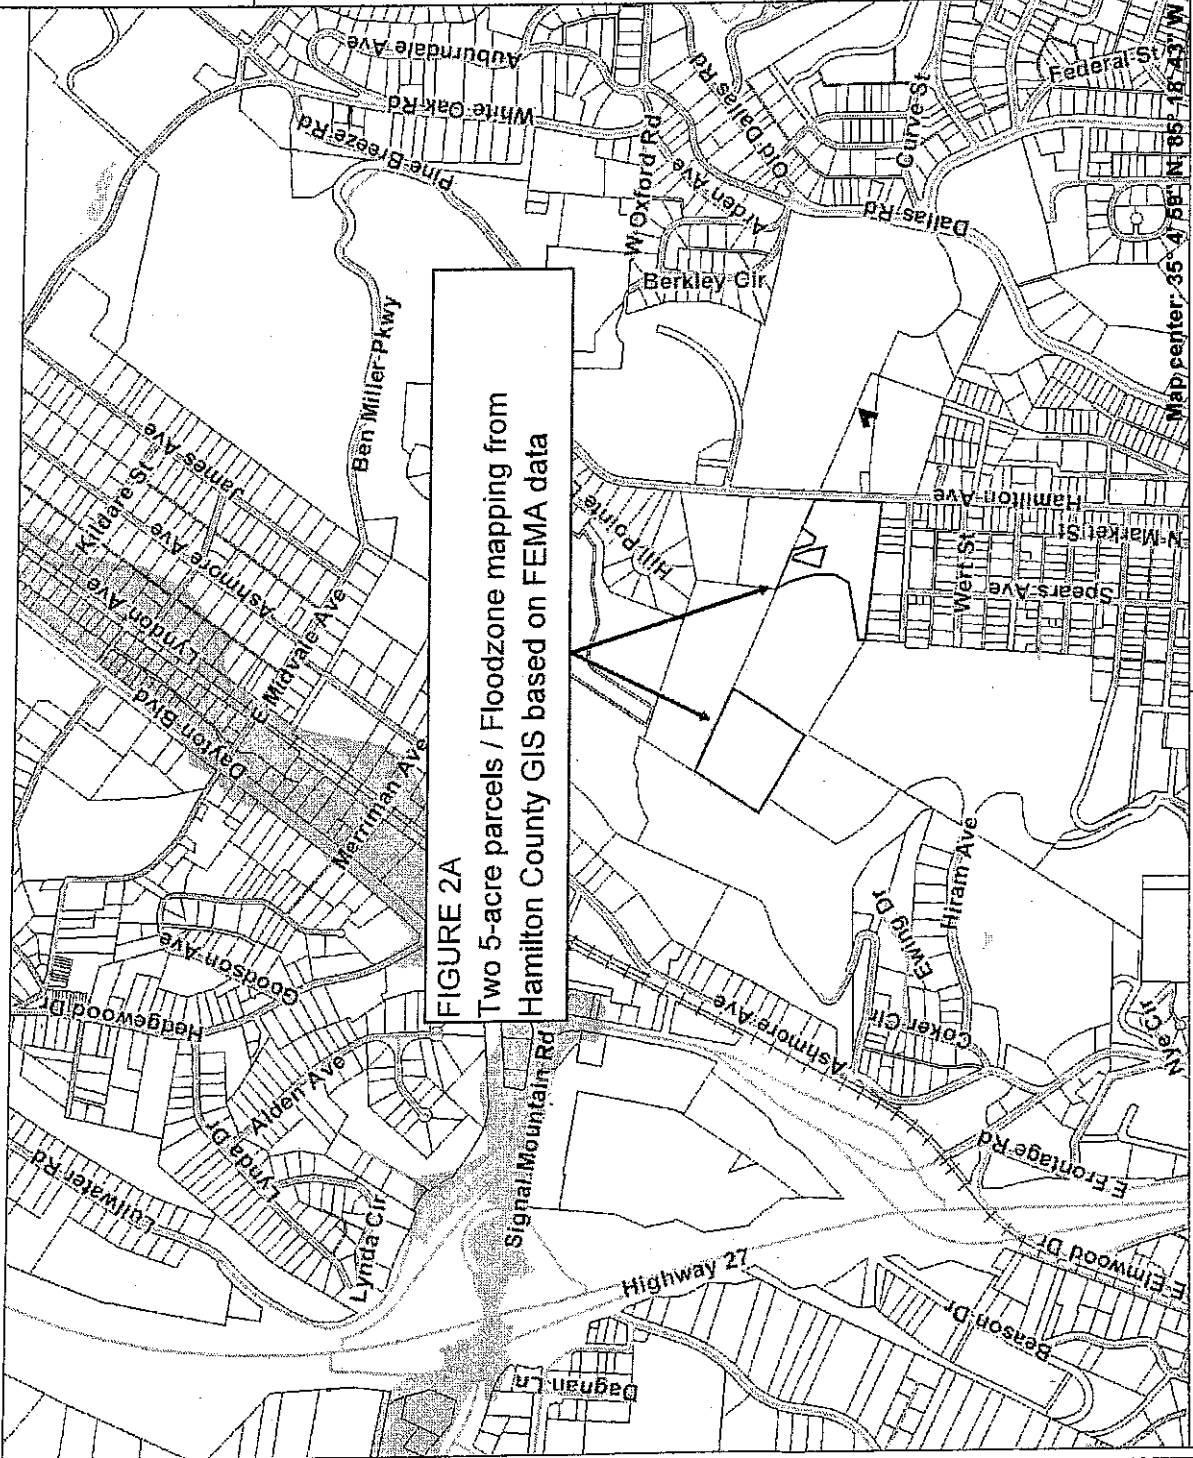 Auburndale Ave
White Oak Rd
Pine Breeze Rd
W Oxford Rd
Arden Ave
Old Dallas Rd
Dallas Rd
Curve St
Federal St
Dallas Rd
Berkley Cir
Ben Miller Pkwy
James Ave
Kildare St
Ashmore Ave
Lyndon Ave
E Midvale Ave
Dayton Blvd
Merriman Ave
FIGURE 2A
Two 5-acre parcels / Floodzone mapping from
Hamilton County GIS based on FEMA data
Hill Pointe
Hamilton Ave
N Market St
Wert St
Spears Ave
Goodson Ave
Hedgewood Dr
Alden Ave
Lynda Dr
Lynda Cir
Lullwater Rd
Signal Mountain Rd
Highway 27
Dagnan Ln
Ashmore Ave
Ewing Dr
Hiram Ave
Coker Cir
Nye Cir
E Frontage Rd
E Elmwood Dr
Beason Dr
Map center: 35° 4' 59" N, 85° 18' 43" W